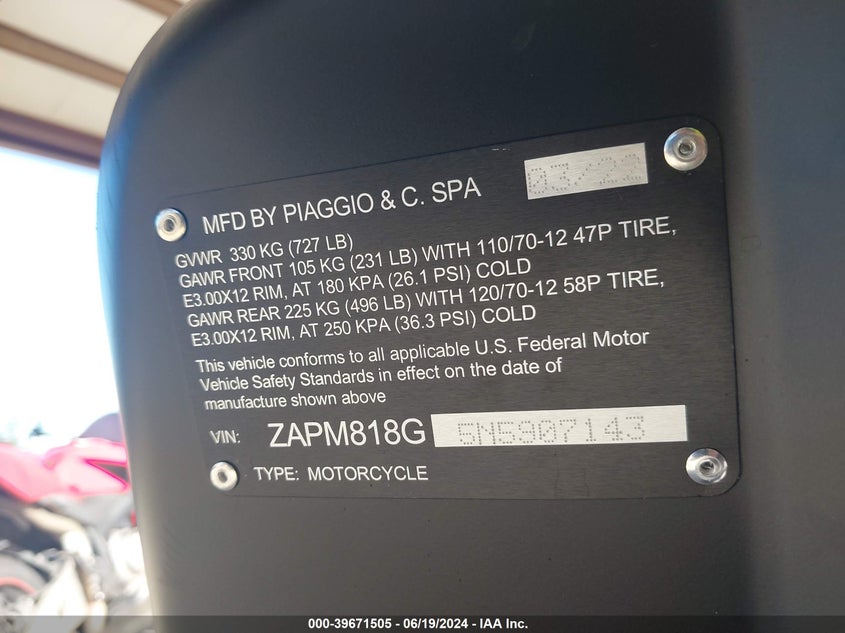 MFD BY PIAGGIO & C. SPA 03/22
GVWR 330 KG (727 LB)
GAWR FRONT 105 KG (231 LB) WITH 110/70-12 47P TIRE,
E3.00X12 RIM, AT 180 KPA (26.1 PSI) COLD
GAWR REAR 225 KG (496 LB) WITH 120/70-12 58P TIRE,
E3.00X12 RIM, AT 250 KPA (36.3 PSI) COLD
This vehicle conforms to all applicable U.S. Federal Motor
Vehicle Safety Standards in effect on the date of
manufacture shown above
VIN: ZAPM818G 5N5907143
TYPE: MOTORCYCLE
000-39671505 - 06/19/2024 - IAA Inc.